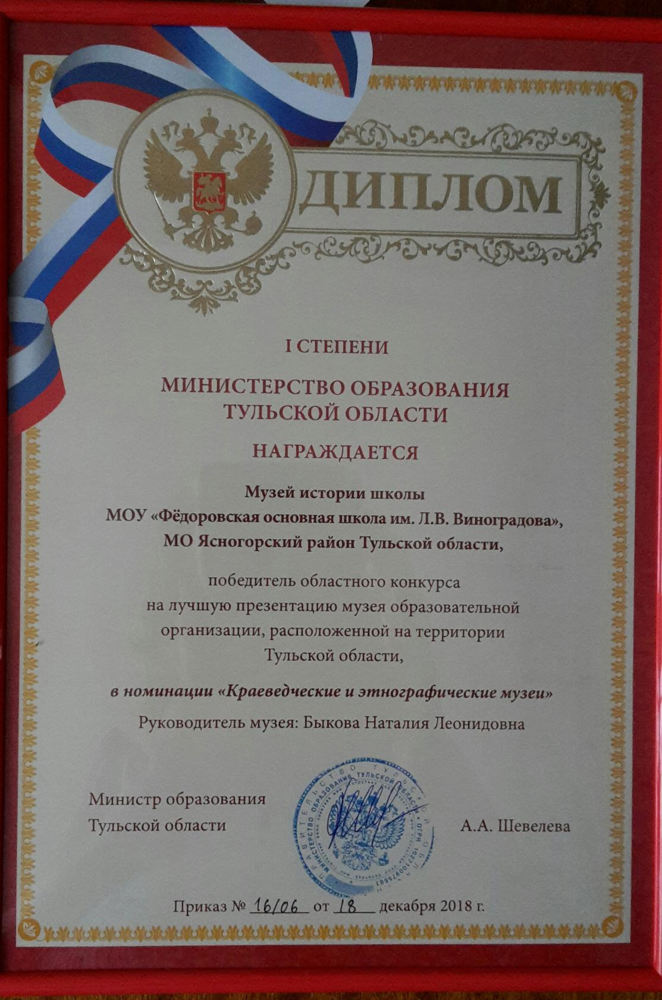 ДИПЛОМ
I СТЕПЕНИ
МИНИСТЕРСТВО ОБРАЗОВАНИЯ
ТУЛЬСКОЙ ОБЛАСТИ
НАГРАЖДАЕТСЯ
Музей истории школы
МОУ «Фёдоровская основная школа им. Л.В. Виноградова»,
МО Ясногорский район Тульской области,
победитель областного конкурса
на лучшую презентацию музея образовательной
организации, расположенной на территории
Тульской области,
в номинации «Краеведческие и этнографические музеи»
Руководитель музея: Быкова Наталия Леонидовна
Министр образования
Тульской области
ПРАВИТЕЛЬСТВО ТУЛЬСКОЙ ОБЛА
МИНИСТЕРСТВО ОБРАЗОВАНИЯ ТУЛЬСКОЙ ОБЛАСТИ • ОГРН 1027100975581
А.А. Шевелева
Приказ № 16/06 от 18 декабря 2018 г.